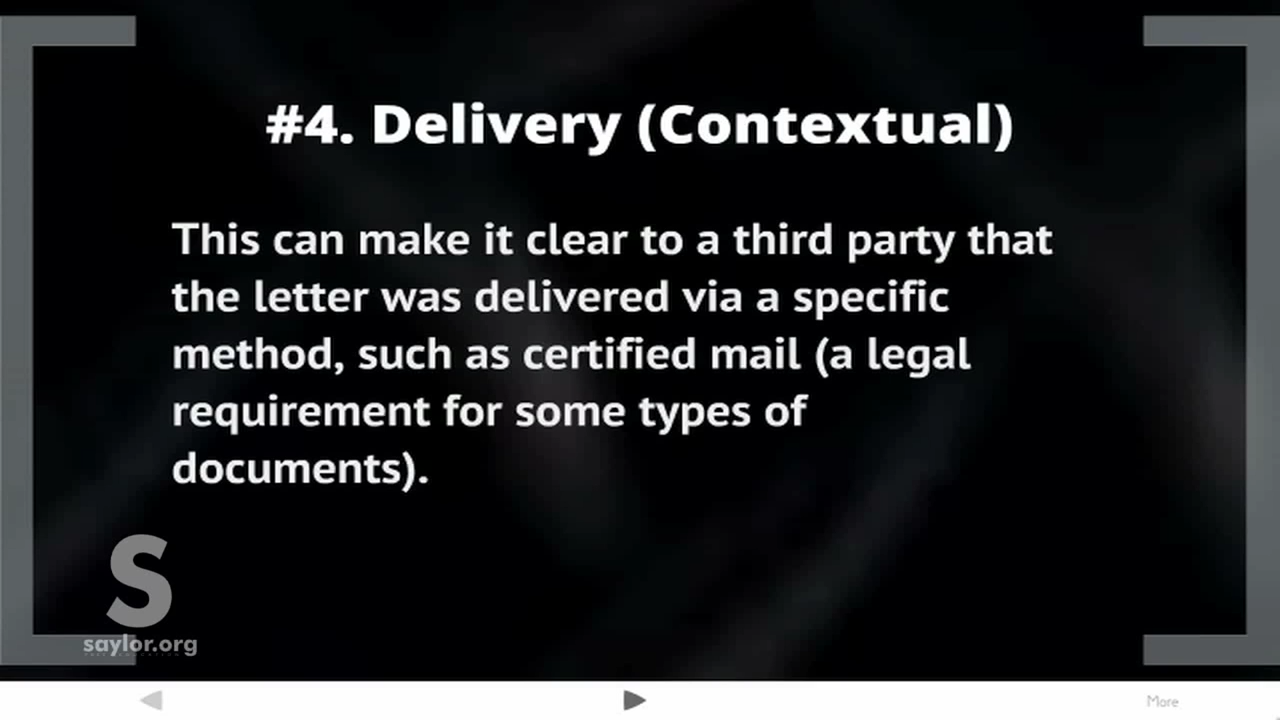 #4. Delivery (Contextual)
This can make it clear to a third party that
the letter was delivered via a specific
method, such as certified mail (a legal
requirement for some types of
documents).
S
saylor.org
More